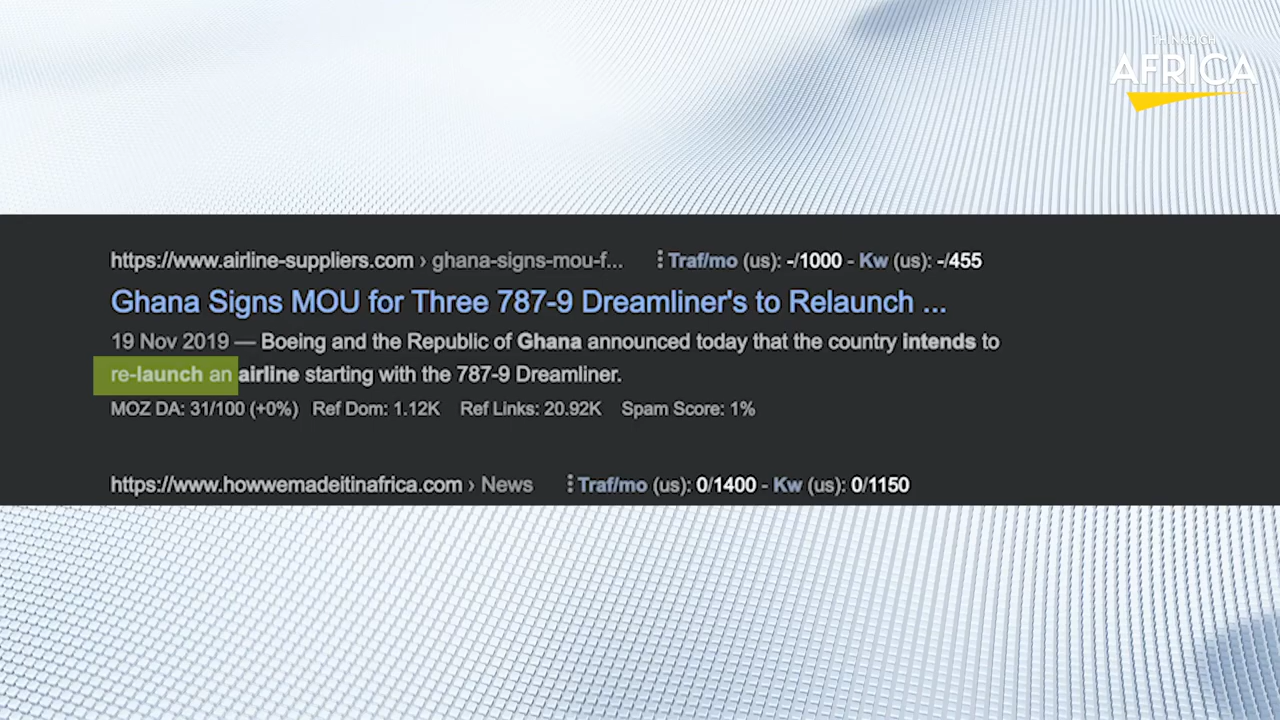 THINKRIGH
AFRICA
https://www.airline-suppliers.com › ghana-signs-mou-f... ⋮Traf/mo (us): -/1000 - Kw (us): -/455
Ghana Signs MOU for Three 787-9 Dreamliner's to Relaunch ...
19 Nov 2019 — Boeing and the Republic of Ghana announced today that the country intends to
re-launch an airline starting with the 787-9 Dreamliner.
MOZ DA: 31/100 (+0%) Ref Dom: 1.12K Ref Links: 20.92K Spam Score: 1%
https://www.howwemadeitinafrica.com › News ⋮Traf/mo (us): 0/1400 - Kw (us): 0/1150